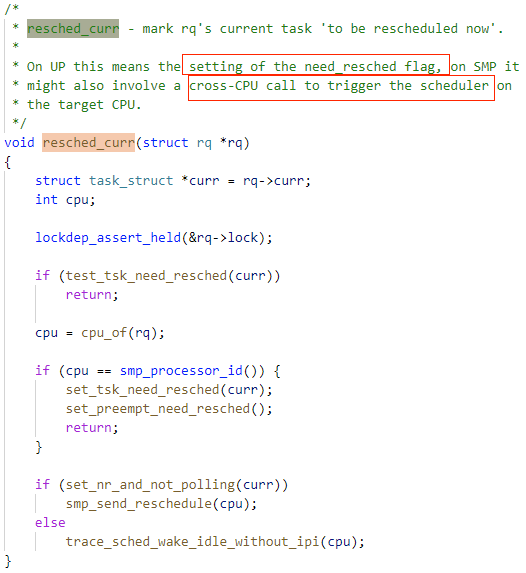 /*
 * resched_curr - mark rq's current task 'to be rescheduled now'.
 *
 * On UP this means the setting of the need_resched flag, on SMP it
 * might also involve a cross-CPU call to trigger the scheduler on
 * the target CPU.
 */
void resched_curr(struct rq *rq)
{
    struct task_struct *curr = rq->curr;
    int cpu;

    lockdep_assert_held(&rq->lock);

    if (test_tsk_need_resched(curr))
        return;

    cpu = cpu_of(rq);

    if (cpu == smp_processor_id()) {
        set_tsk_need_resched(curr);
        set_preempt_need_resched();
        return;
    }

    if (set_nr_and_not_polling(curr))
        smp_send_reschedule(cpu);
    else
        trace_sched_wake_idle_without_ipi(cpu);
}